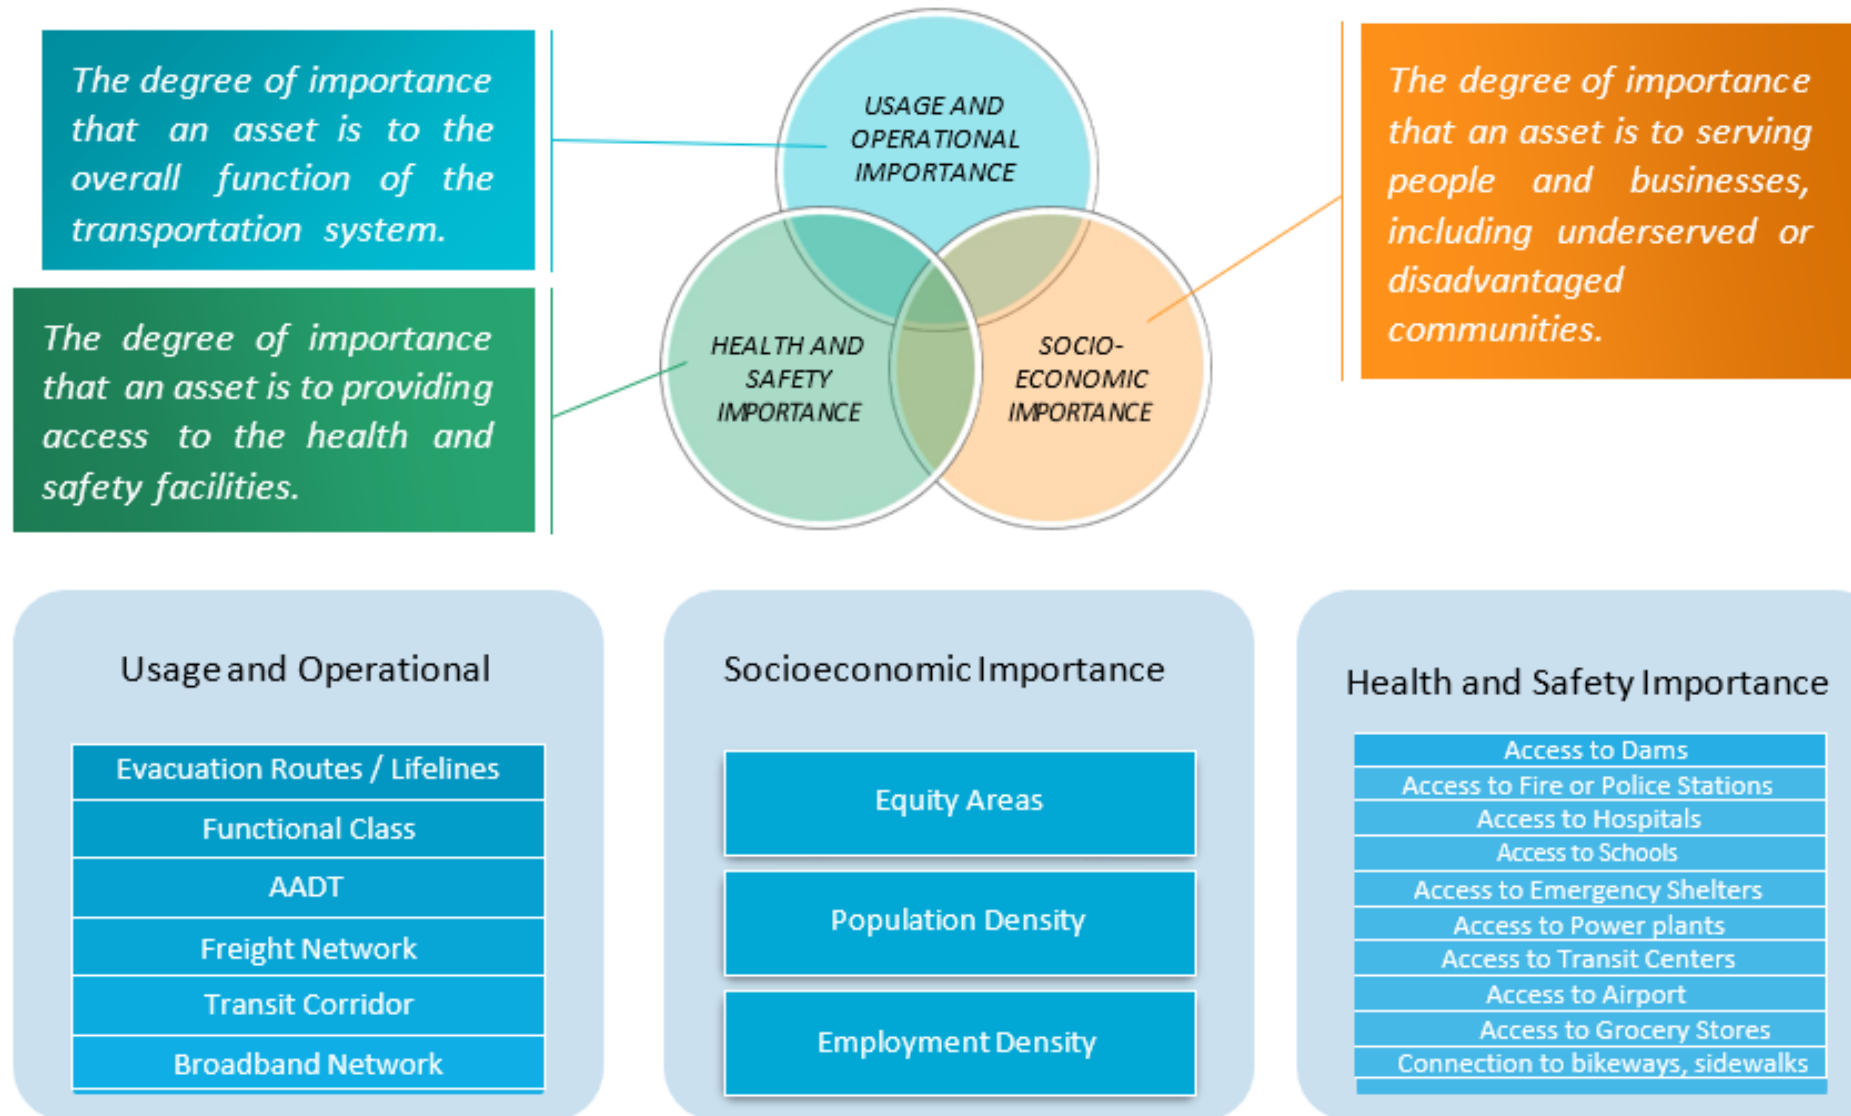 The degree of importance
that an asset is to the
overall function of the
transportation system.
The degree of importance
that an asset is to providing
access to the health and
safety facilities.
USAGE AND
OPERATIONAL
IMPORTANCE
HEALTH AND
SAFETY
IMPORTANCE
SOCIO-
ECONOMIC
IMPORTANCE
The degree of importance
that an asset is to serving
people and businesses,
including underserved or
disadvantaged
communities.
Usage and Operational
Evacuation Routes / Lifelines
Functional Class
AADT
Freight Network
Transit Corridor
Broadband Network
Socioeconomic Importance
Equity Areas
Population Density
Employment Density
Health and Safety Importance
Access to Dams
Access to Fire or Police Stations
Access to Hospitals
Access to Schools
Access to Emergency Shelters
Access to Power plants
Access to Transit Centers
Access to Airport
Access to Grocery Stores
Connection to bikeways, sidewalks